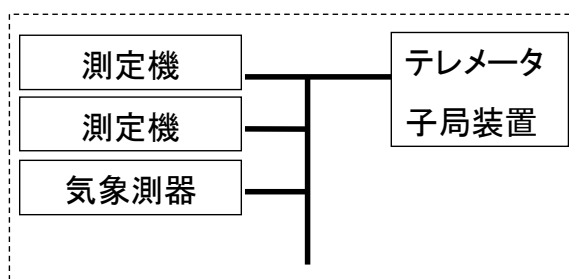 測定機
測定機
気象測器
テレメータ
子局装置